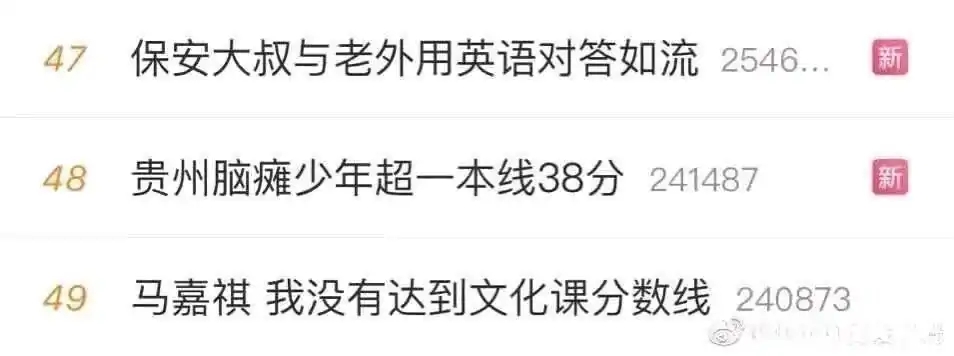 47 保安大叔与老外用英语对答如流 2546... 新
48 贵州脑瘫少年超一本线38分 241487 新
49 马嘉祺 我没有达到文化课分数线 240873